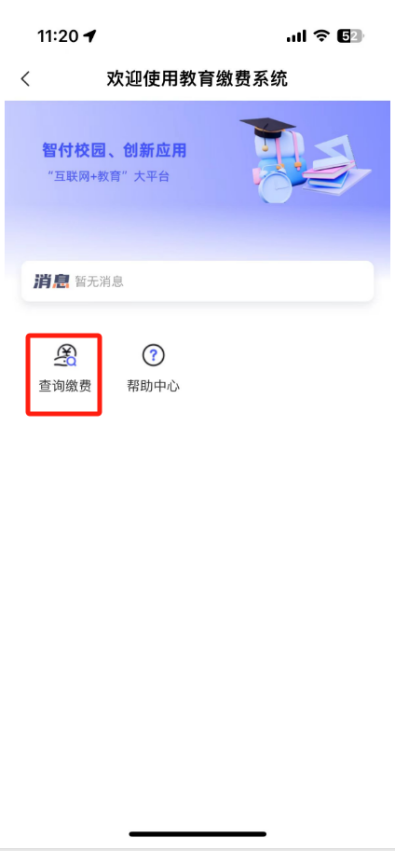 11:20
52
欢迎使用教育缴费系统
智付校园、创新应用
“互联网+教育”大平台
消息 暂无消息
查询缴费
帮助中心